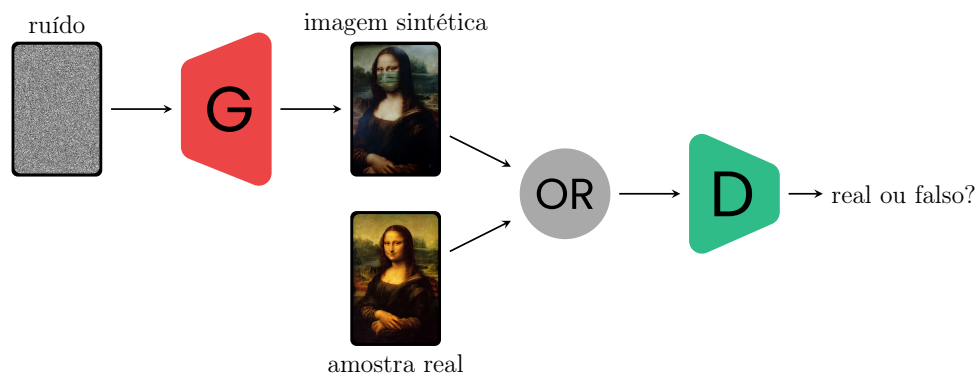 ruído
G
imagem sintética
OR
D
real ou falso?
amostra real